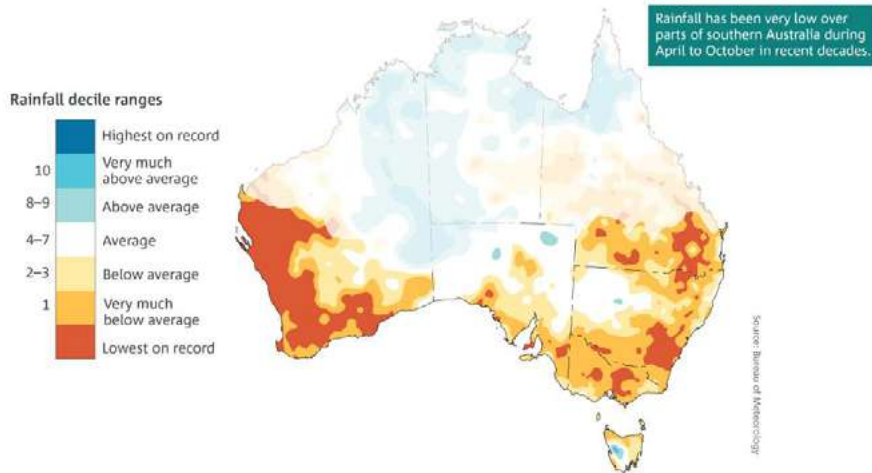 Rainfall has been very low over
parts of southern Australia during
April to October in recent decades.
Rainfall decile ranges
Highest on record
10
Very much
above average
8–9
Above average
4–7
Average
2–3
Below average
1
Very much
below average
Lowest on record
Source: Bureau of Meteorology